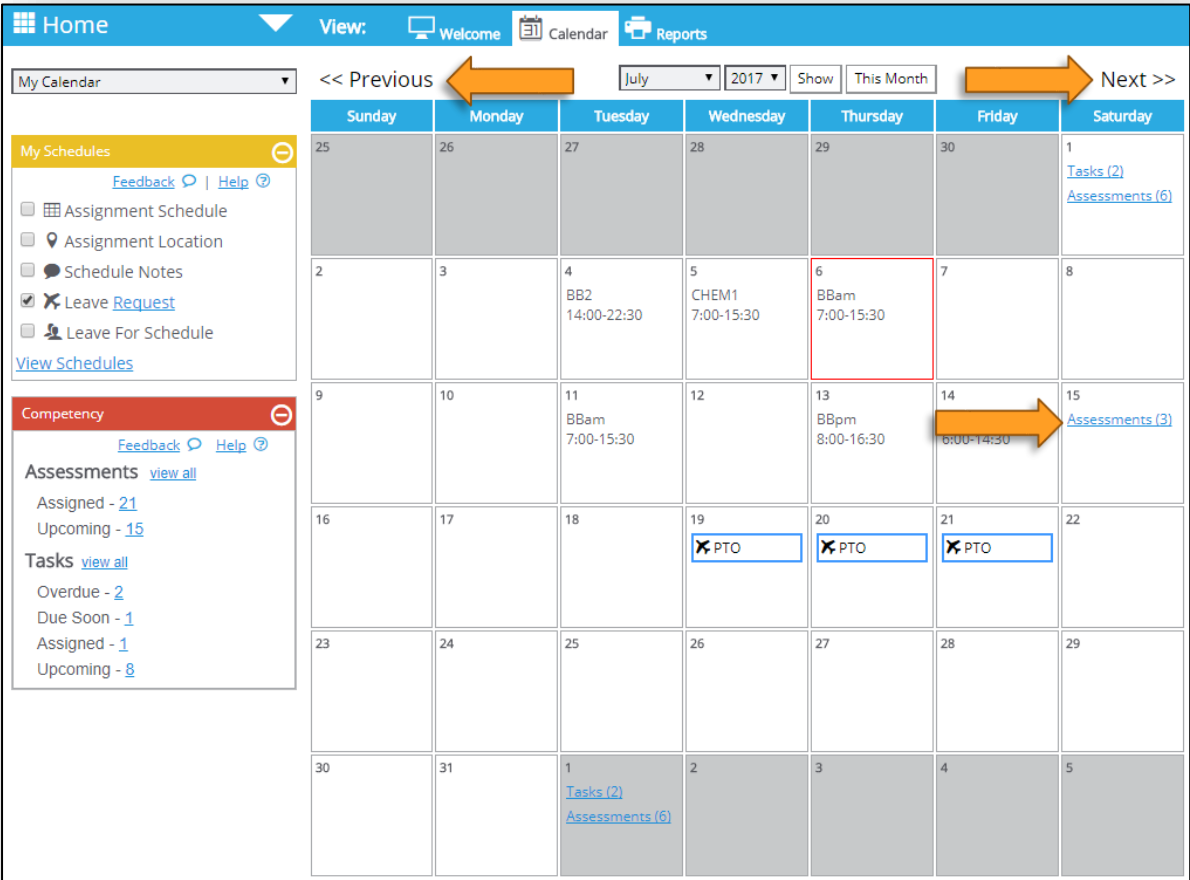 Home
View:
Welcome
31
Calendar
Reports
My Calendar
<< Previous
July
2017
Show
This Month
Next >>
My Schedules
Feedback | Help ?
Assignment Schedule
Assignment Location
Schedule Notes
Leave Request
Leave For Schedule
View Schedules
Competency
Feedback Help ?
Assessments view all
Assigned - 21
Upcoming - 15
Tasks view all
Overdue - 2
Due Soon - 1
Assigned - 1
Upcoming - 8
Sunday Monday Tuesday Wednesday Thursday Friday Saturday
25 26 27 28 29 30 1
Tasks (2)
Assessments (6)
2 3 4 5 6 7 8
BB2 CHEM1 BBam
14:00-22:30 7:00-15:30 7:00-15:30
9 10 11 12 13 14 15
BBam BBpm Assessments (3)
7:00-15:30 8:00-16:30 6:00-14:30
16 17 18 19 20 21 22
PTO PTO PTO
23 24 25 26 27 28 29
30 31 1 2 3 4 5
Tasks (2)
Assessments (6)